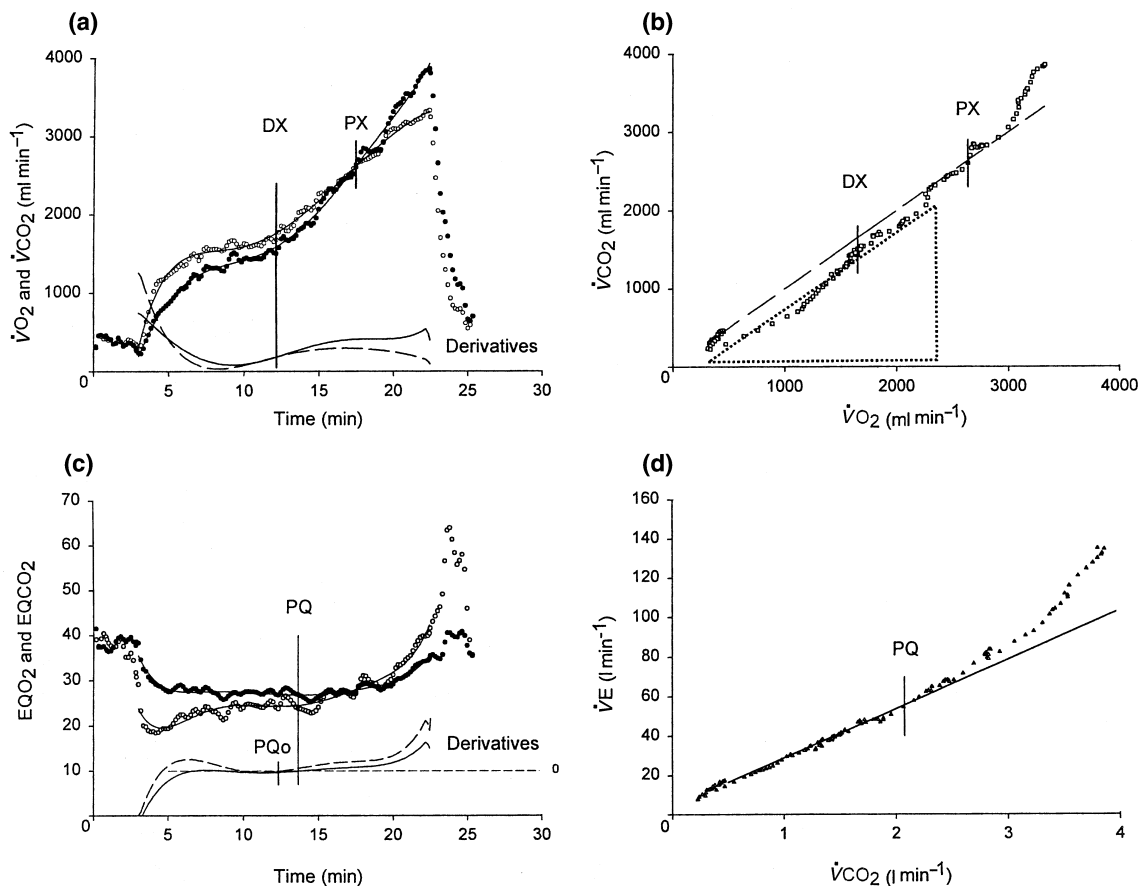 (a)
4000
3000
2000
1000
0
V̇O₂ and V̇CO₂ (ml min⁻¹)
DX
PX
Derivatives
5
10
15
20
25
30
Time (min)
(b)
4000
3000
2000
1000
0
V̇CO₂ (ml min⁻¹)
DX
PX
1000
2000
3000
4000
V̇O₂ (ml min⁻¹)
(c)
70
60
50
40
30
20
10
0
EQO₂ and EQCO₂
PQ
PQo
Derivatives
0
5
10
15
20
25
30
Time (min)
(d)
160
140
120
100
80
60
40
20
0
V̇E (l min⁻¹)
PQ
1
2
3
4
V̇CO₂ (l min⁻¹)